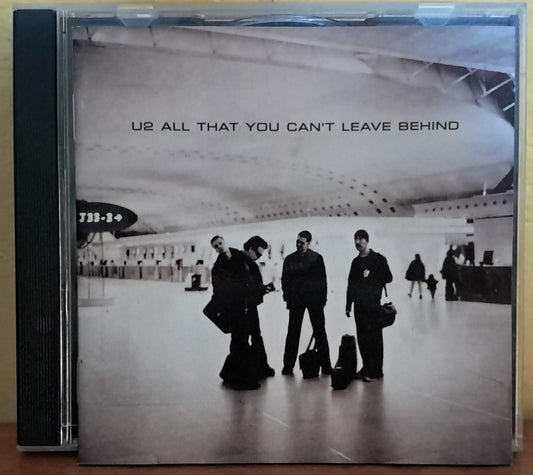 U2 ALL THAT YOU CAN'T LEAVE BEHIND
J33-3→